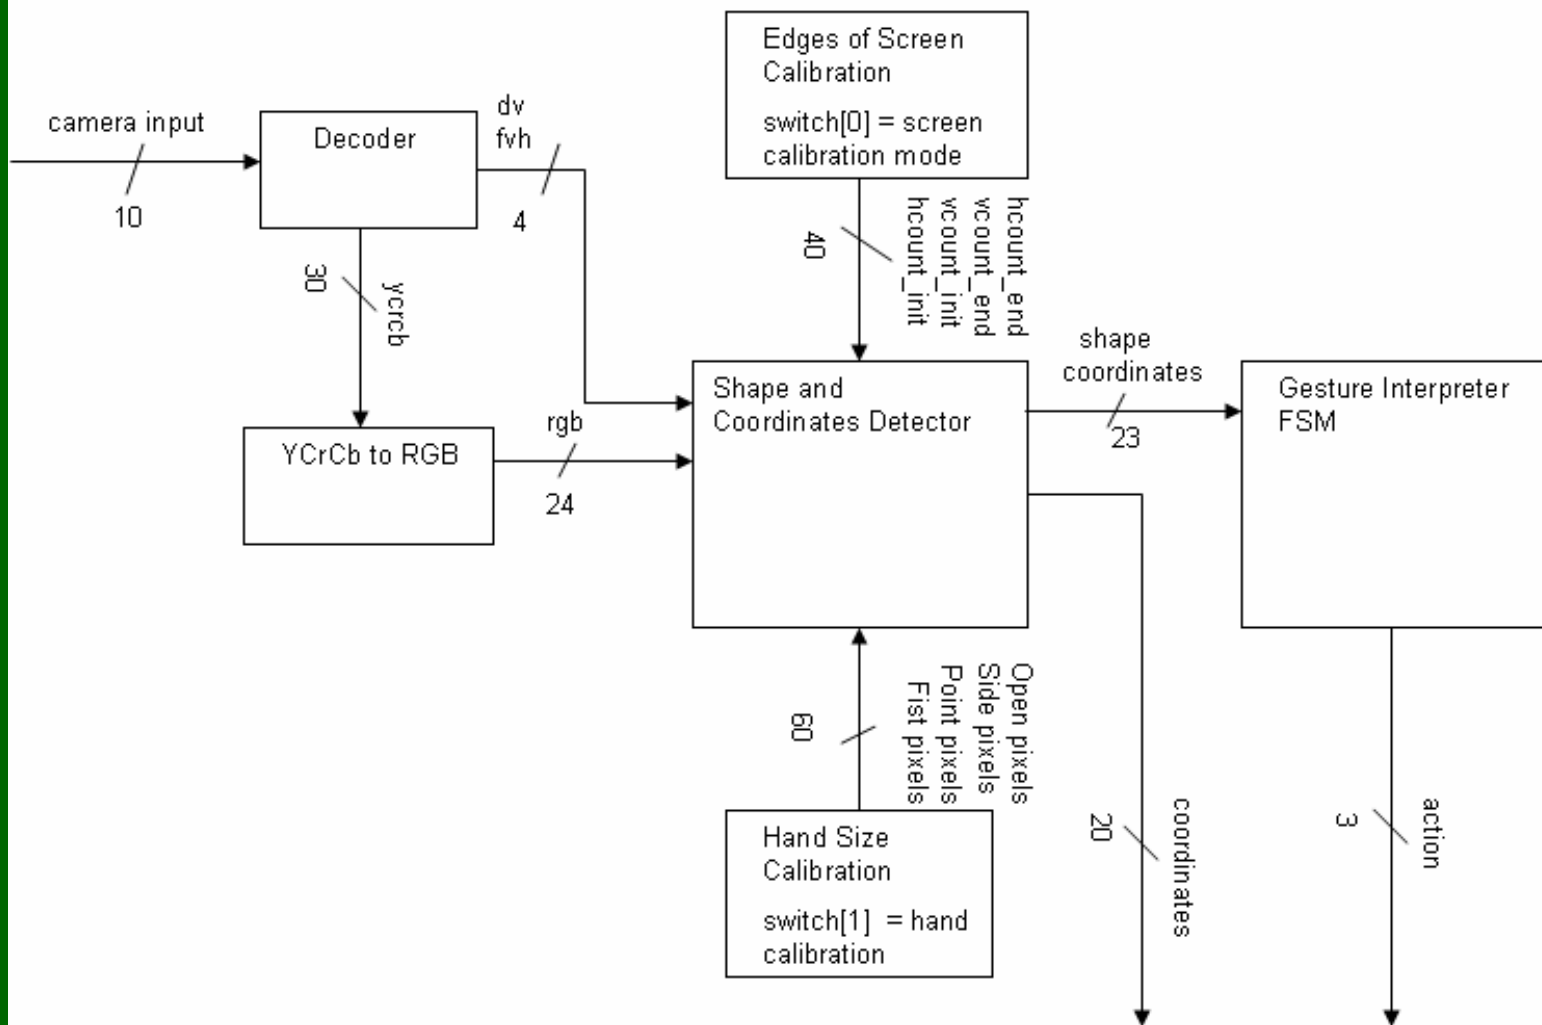 camera input
10
Decoder
dv
fvh
4
30
ycrcb
YCrCb to RGB
rgb
24
Edges of Screen
Calibration
switch[0] = screen
calibration mode
40
hcount_end
vcount_end
vcount_init
hcount_init
Shape and
Coordinates Detector
shape
coordinates
23
Gesture Interpreter
FSM
60
Open pixels
Side pixels
Point pixels
Fist pixels
Hand Size
Calibration
switch[1] = hand
calibration
20
coordinates
3
action